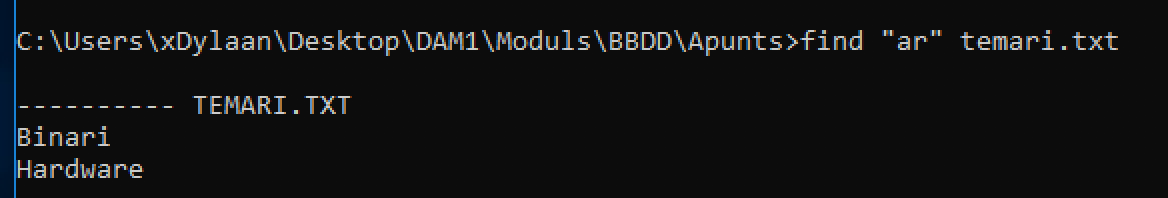 C:\Users\xDylaan\Desktop\DAM1\Moduls\BBDD\Apunts>find "ar" temari.txt
---------- TEMARI.TXT
Binari
Hardware